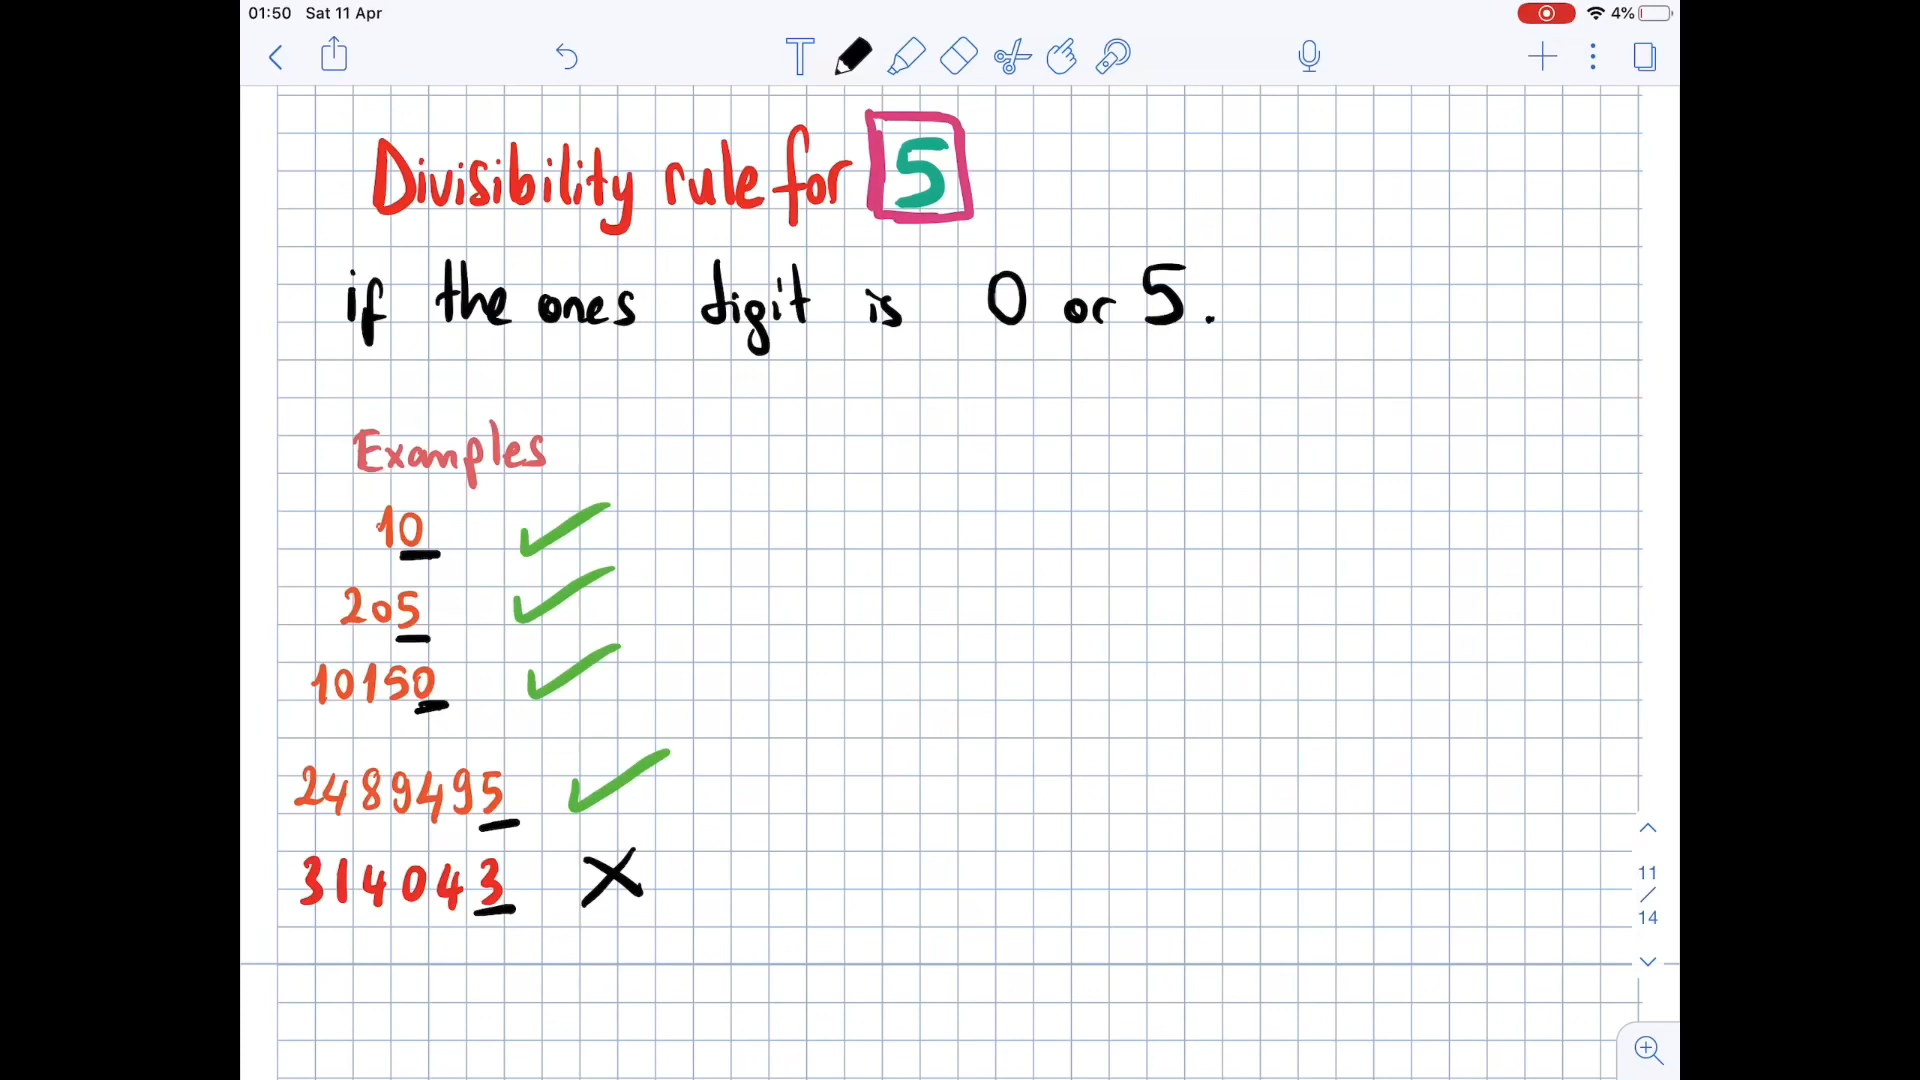 01:50 Sat 11 Apr 4%
T
Divisibility rule for 5
if the ones digit is 0 or 5.
Examples
10
205
10150
2489495
314043
11
/
14